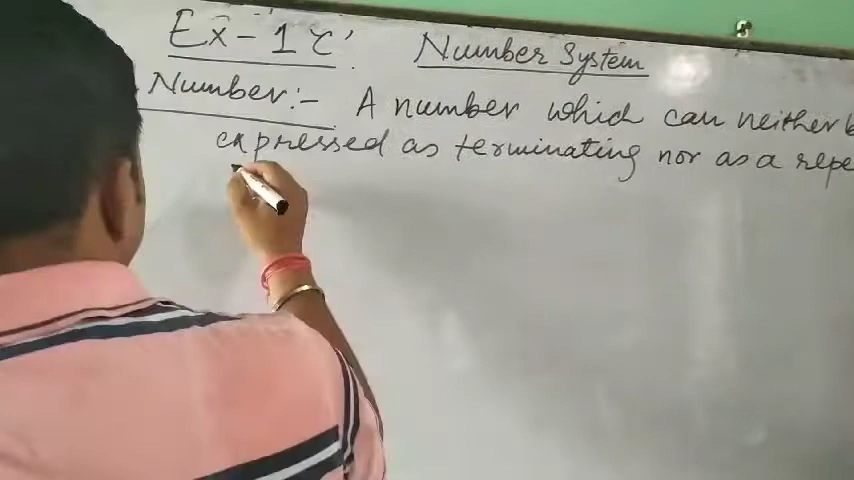 Ex - 1 C' Number System
Number :- A number which can neither
expressed as terminating nor as a